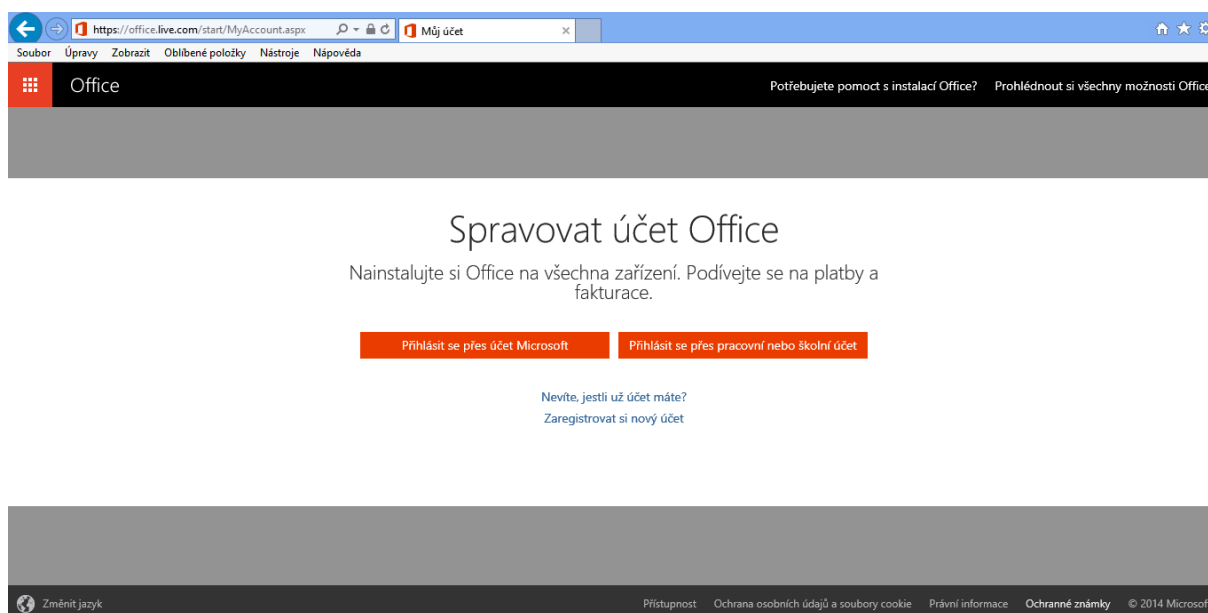 https://office.live.com/start/MyAccount.aspx Můj účet
Soubor Úpravy Zobrazit Oblíbené položky Nástroje Nápověda
Office Potřebujete pomoct s instalací Office? Prohlédnout si všechny možnosti Office
Spravovat účet Office
Nainstalujte si Office na všechna zařízení. Podívejte se na platby a
fakturace.
Přihlásit se přes účet Microsoft Přihlásit se přes pracovní nebo školní účet
Nevíte, jestli už účet máte?
Zaregistrovat si nový účet
Změnit jazyk Přístupnost Ochrana osobních údajů a soubory cookie Právní informace Ochranné známky © 2014 Microsof